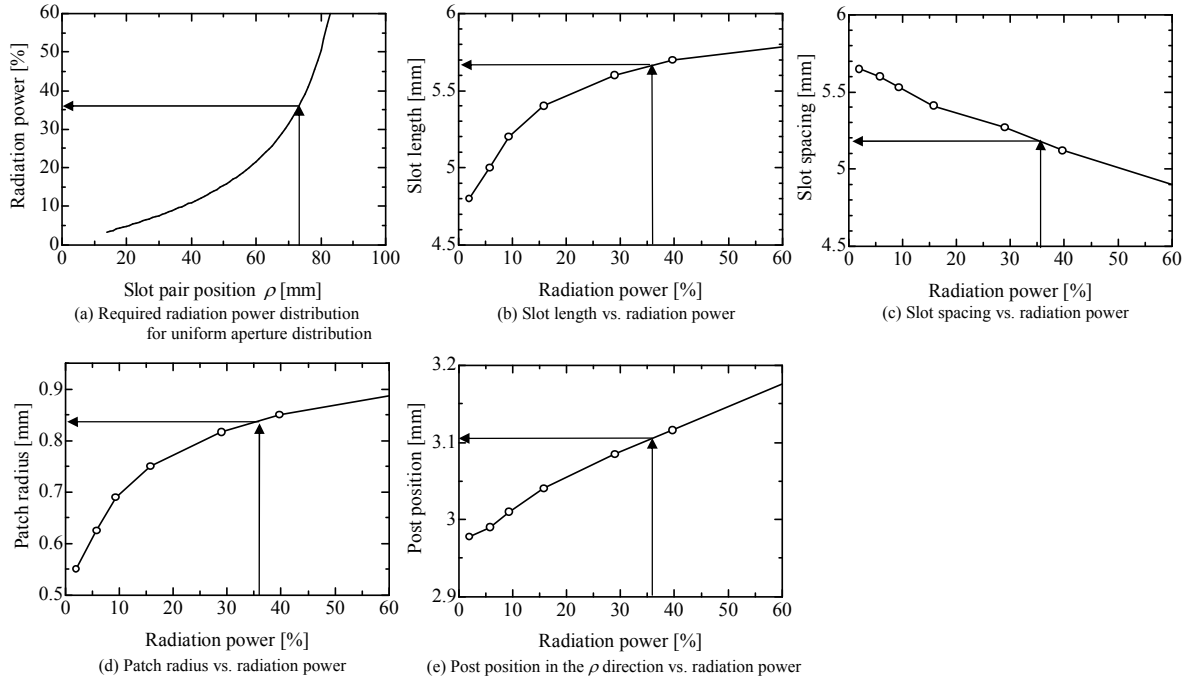 60
50
40
30
20
10
0
0 20 40 60 80 100
Radiation power [%]
Slot pair position ρ [mm]
(a) Required radiation power distribution
for uniform aperture distribution
6
5.5
5
4.5
0 10 20 30 40 50 60
Slot length [mm]
Radiation power [%]
(b) Slot length vs. radiation power
6
5.5
5
4.5
0 10 20 30 40 50 60
Slot spacing [mm]
Radiation power [%]
(c) Slot spacing vs. radiation power
0.9
0.8
0.7
0.6
0.5
0 10 20 30 40 50 60
Patch radius [mm]
Radiation power [%]
(d) Patch radius vs. radiation power
3.2
3.1
3
2.9
0 10 20 30 40 50 60
Post position [mm]
Radiation power [%]
(e) Post position in the ρ direction vs. radiation power